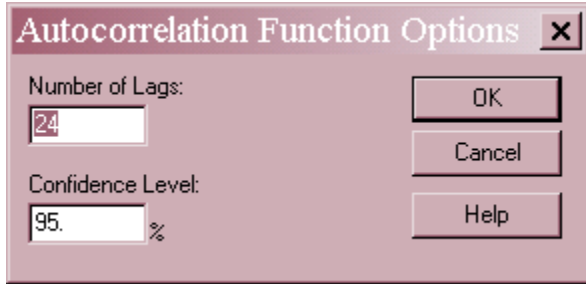 Autocorrelation Function Options
Number of Lags:
24
Confidence Level:
95. %
OK
Cancel
Help